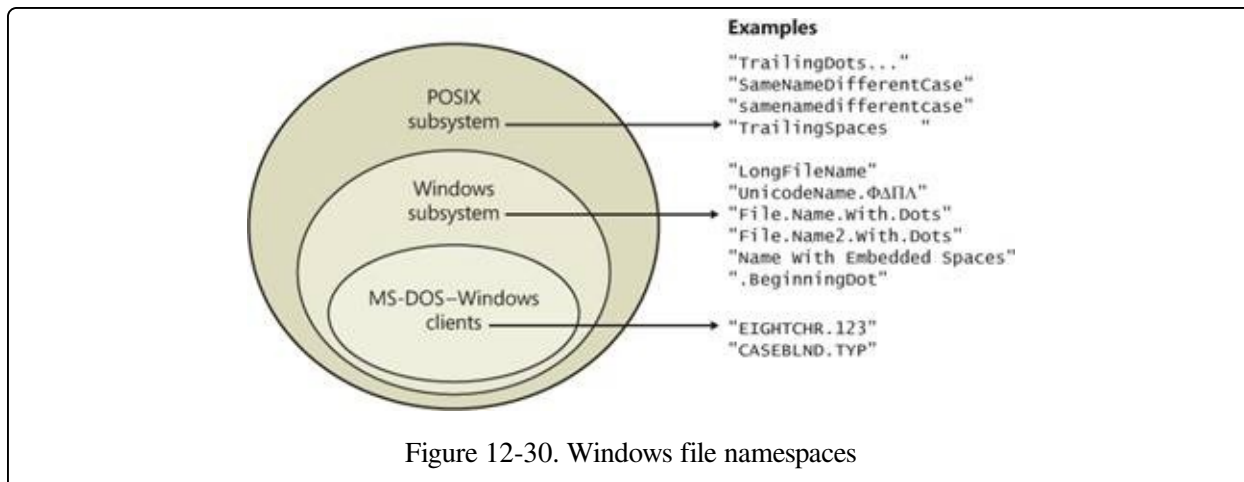 Examples
POSIX
subsystem
"TrailingDots..."
"SameNameDifferentCase"
"samenamedifferentcase"
"TrailingSpaces   "
Windows
subsystem
"LongFileName"
"UnicodeName.ΦΔΠΛ"
"File.Name.With.Dots"
"File.Name2.With.Dots"
"Name With Embedded Spaces"
".BeginningDot"
MS-DOS–Windows
clients
"EIGHTCHR.123"
"CASEBLND.TYP"
Figure 12-30. Windows file namespaces